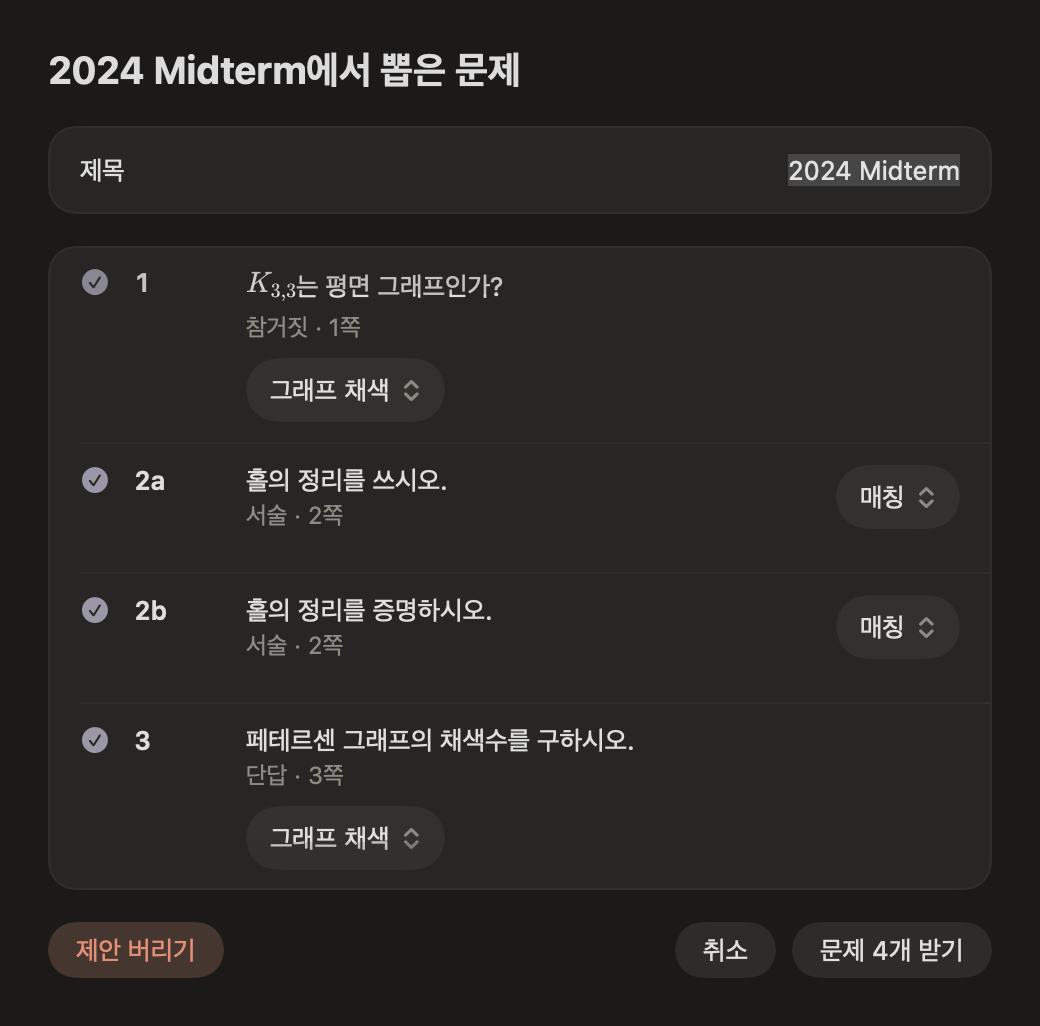 2024 Midterm에서 뽑은 문제
제목 2024 Midterm
1 K3,3는 평면 그래프인가?
참거짓 · 1쪽
그래프 채색
2a 홀의 정리를 쓰시오.
서술 · 2쪽
매칭
2b 홀의 정리를 증명하시오.
서술 · 2쪽
매칭
3 페테르센 그래프의 채색수를 구하시오.
단답 · 3쪽
그래프 채색
제안 버리기 취소 문제 4개 받기